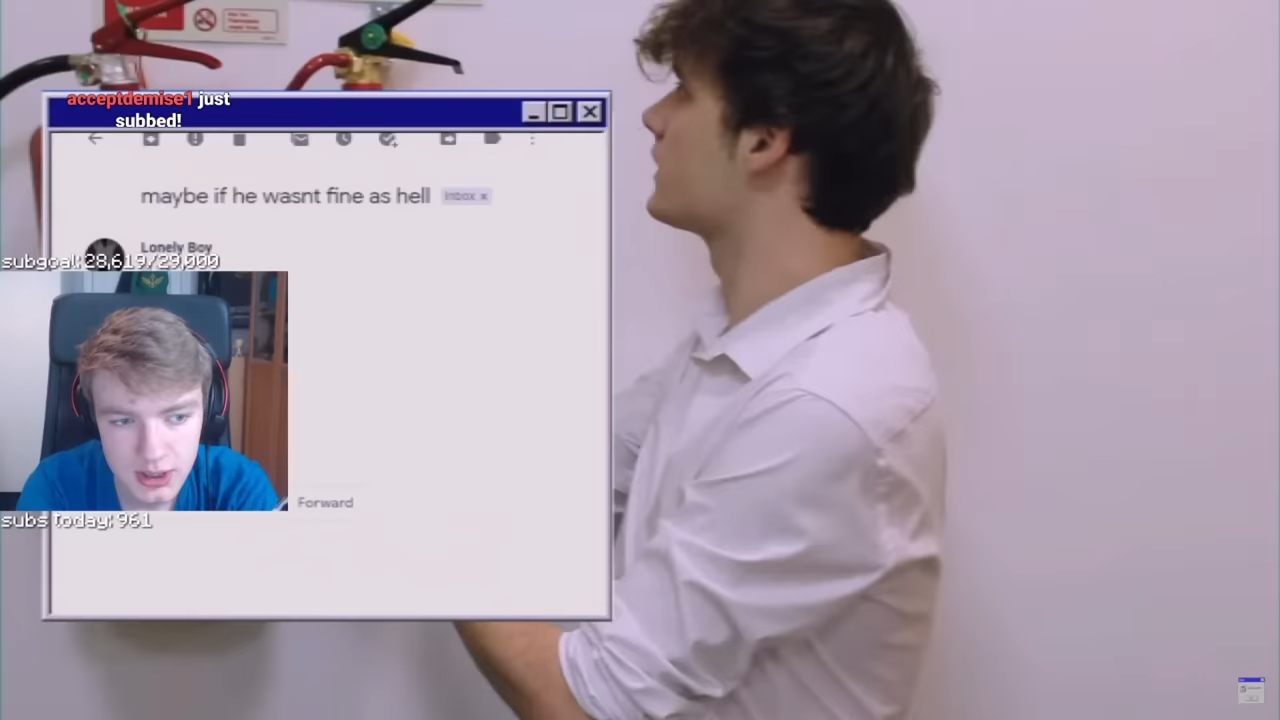 acceptdemise1 just
subbed!
maybe if he wasnt fine as hell Inbox x
Lonely Boy
subgoal: 28,619/29,000
Forward
subs today: 961